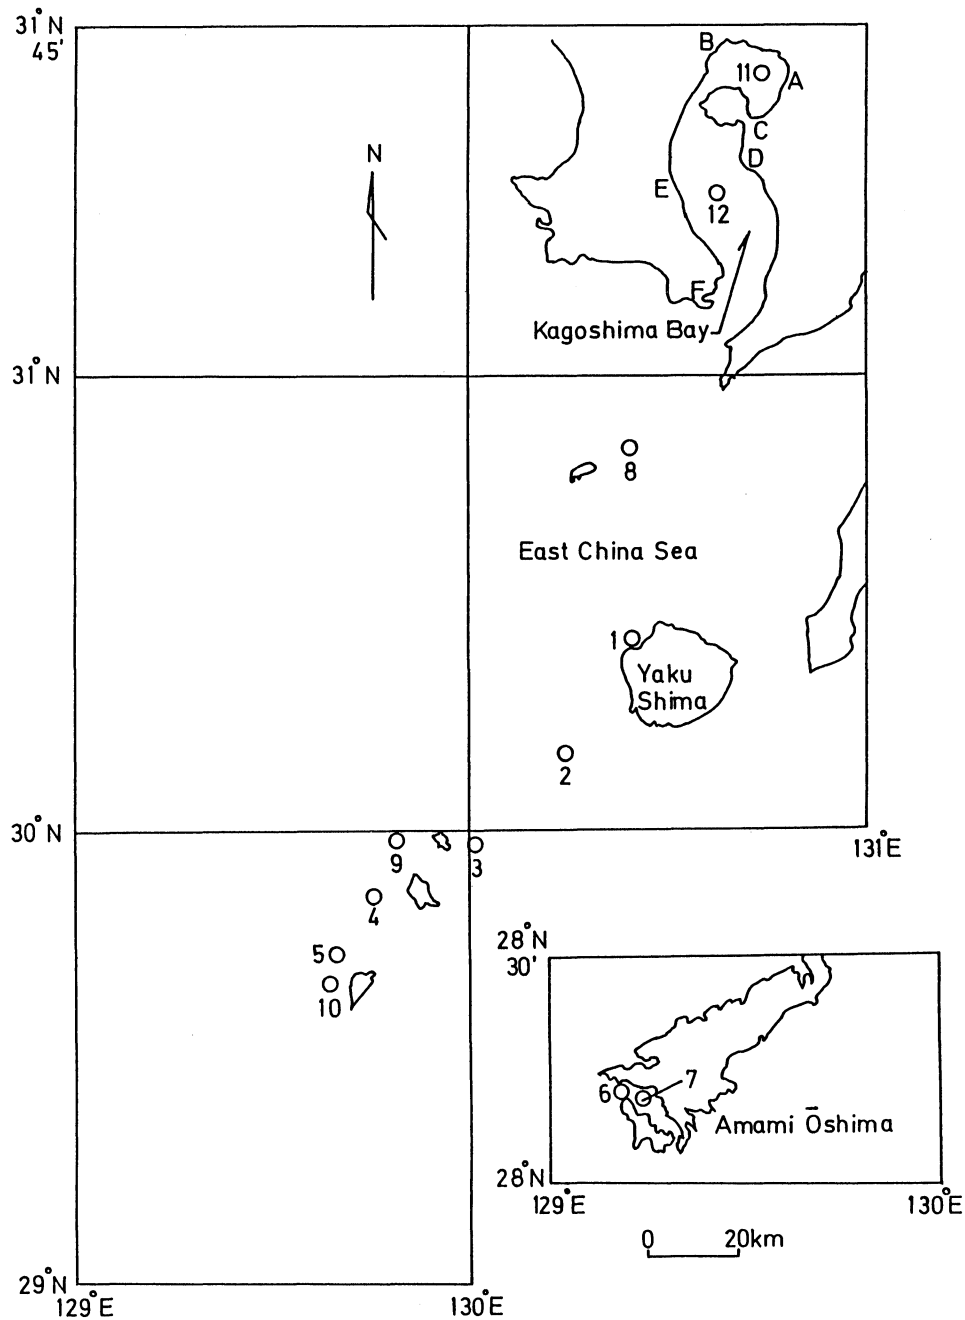 31°N
45'
B
11
A
C
D
N
E
12
F
Kagoshima Bay
31°N
8
East China Sea
1
Yaku
Shima
2
30°N
131°E
9
3
4
28°N
30'
5
10
7
6
Amami Ōshima
28°N
129°E
130°E
0 20km
29°N
129°E
130°E